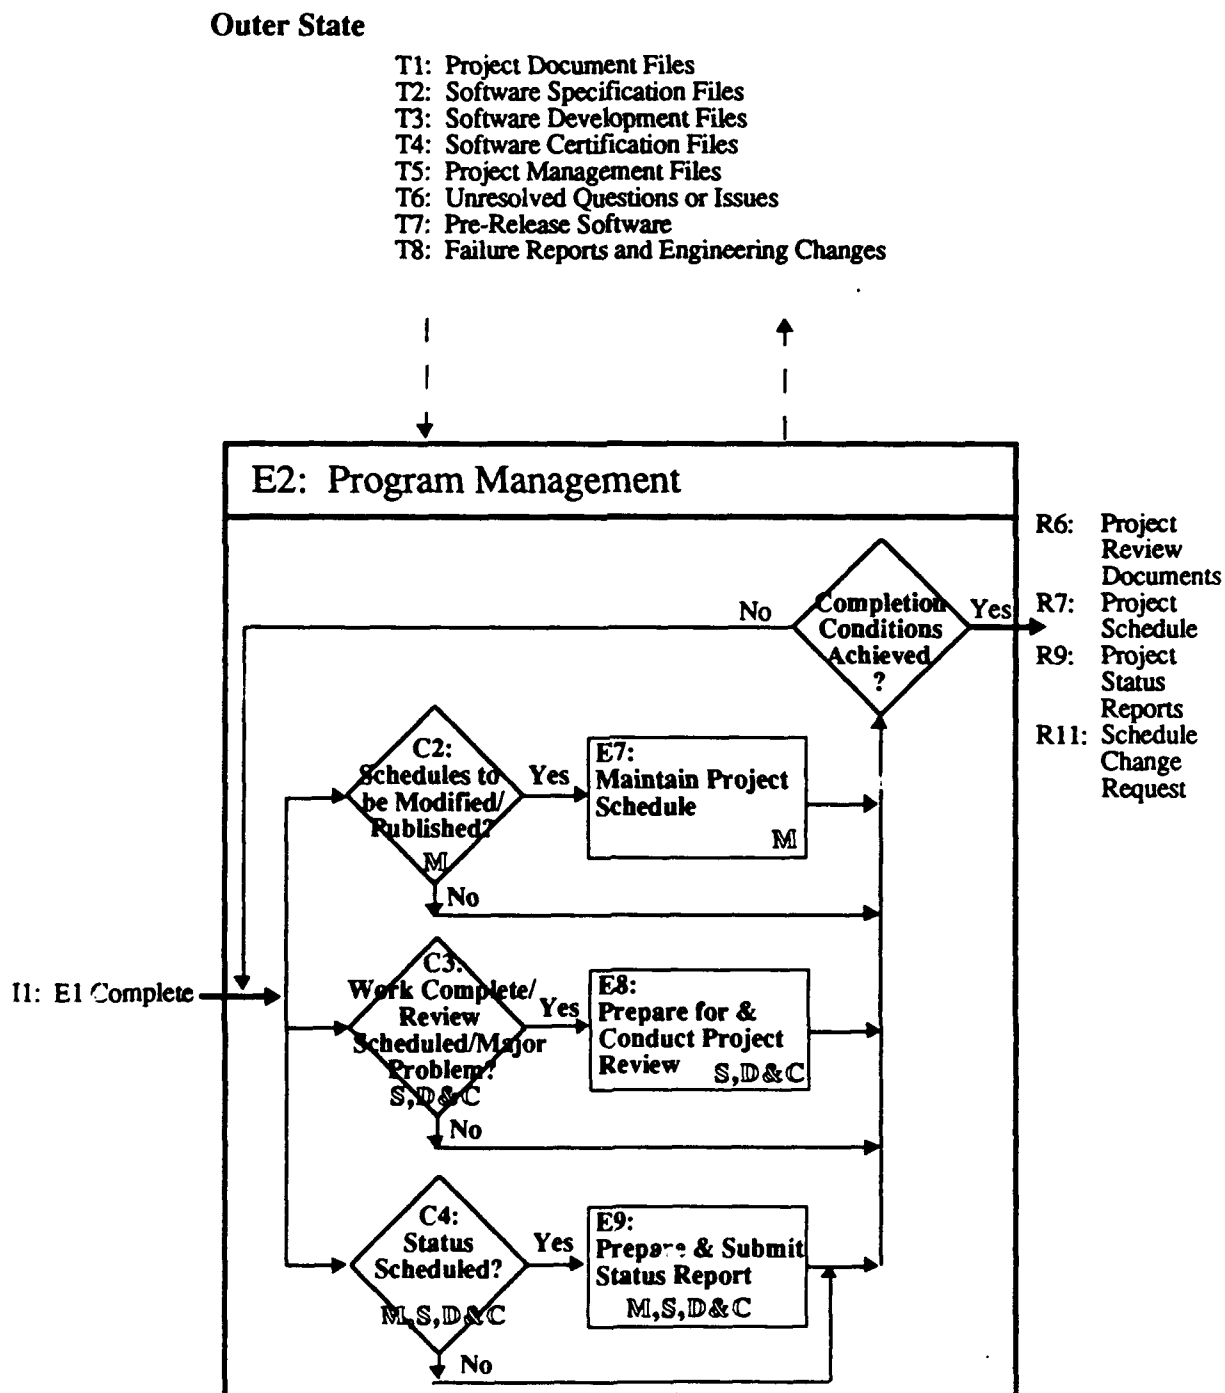 Outer State
T1: Project Document Files
T2: Software Specification Files
T3: Software Development Files
T4: Software Certification Files
T5: Project Management Files
T6: Unresolved Questions or Issues
T7: Pre-Release Software
T8: Failure Reports and Engineering Changes
E2: Program Management
R6: Project
Review
Documents
R7: Project
Schedule
R9: Project
Status
Reports
R11: Schedule
Change
Request
Completion
Conditions
Achieved
?
No
Yes
C2:
Schedules to
be Modified/
Published?
M
Yes
No
E7:
Maintain Project
Schedule
M
I1: E1 Complete
C3:
Work Complete/
Review
Scheduled/Major
Problem?
S,D&C
Yes
No
E8:
Prepare for &
Conduct Project
Review
S,D&C
C4:
Status
Scheduled?
M,S,D&C
Yes
No
E9:
Prepare & Submit
Status Report
M,S,D&C